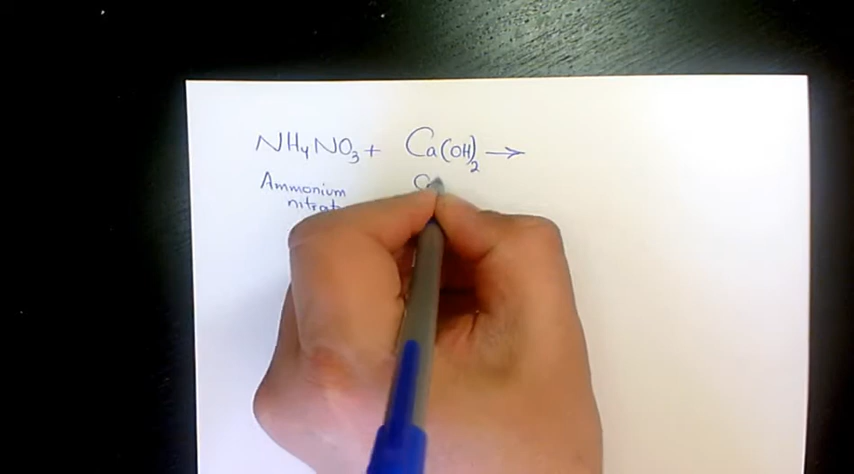 NH₄NO₃ + Ca(OH)₂ →
Ammonium